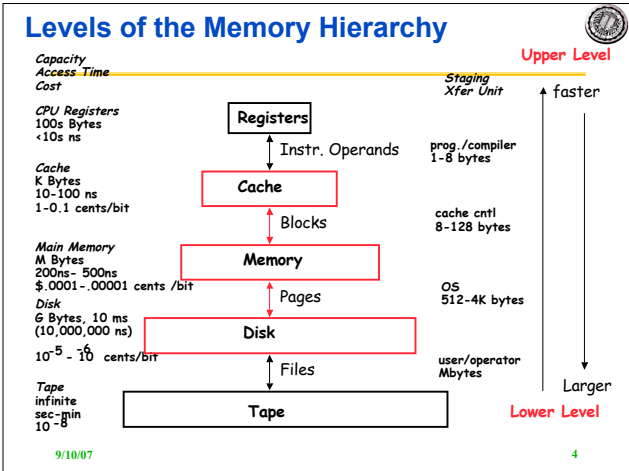 Levels of the Memory Hierarchy
Upper Level
Capacity
Access Time
Cost
Staging
Xfer Unit
faster
CPU Registers
100s Bytes
<10s ns
Registers
Instr. Operands
prog./compiler
1-8 bytes
Cache
K Bytes
10-100 ns
1-0.1 cents/bit
Cache
Blocks
cache cntl
8-128 bytes
Main Memory
M Bytes
200ns- 500ns
$.0001-.00001 cents /bit
Memory
Pages
OS
512-4K bytes
Disk
G Bytes, 10 ms
(10,000,000 ns)
10-5 - 10-6 cents/bit
Disk
Files
user/operator
Mbytes
Tape
infinite
sec-min
10-8
Tape
Larger
Lower Level
9/10/07
4